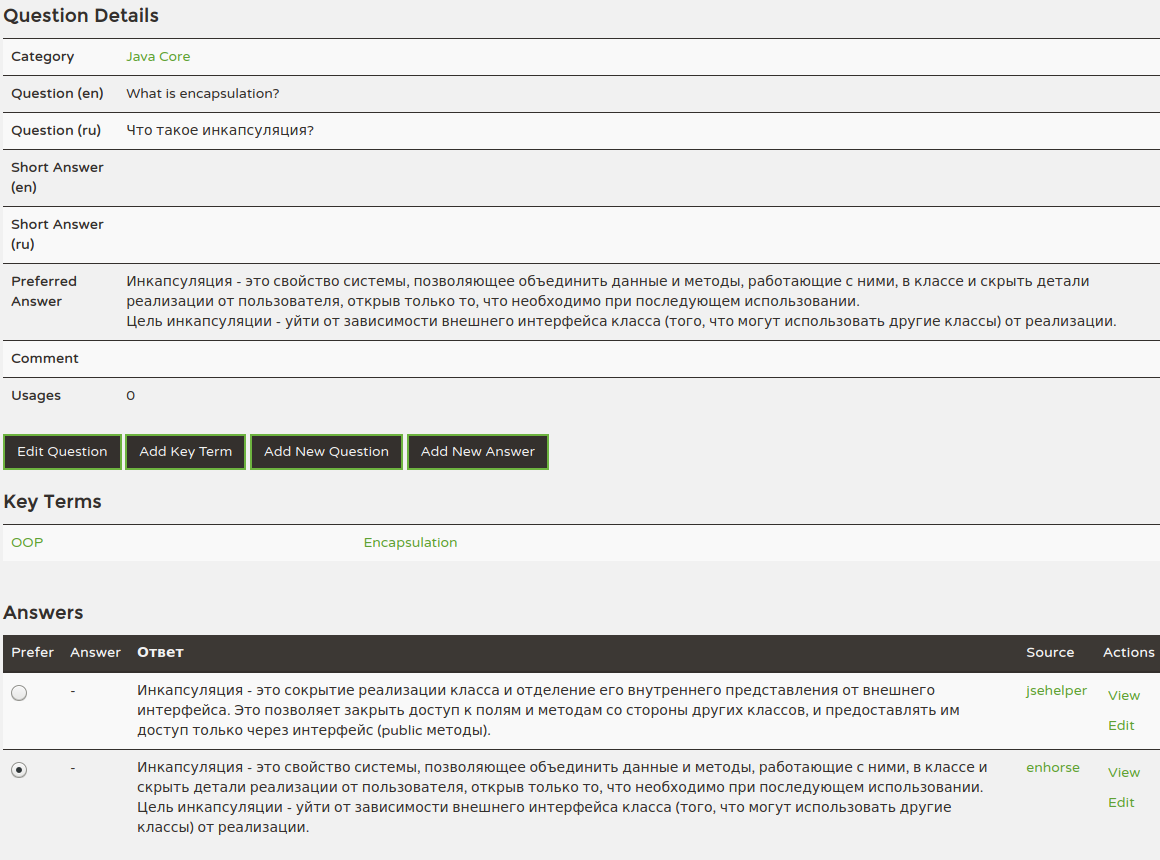 Question Details
Category Java Core
Question (en) What is encapsulation?
Question (ru) Что такое инкапсуляция?
Short Answer
(en)
Short Answer
(ru)
Preferred Инкапсуляция - это свойство системы, позволяющее объединить данные и методы, работающие с ними, в классе и скрыть детали
Answer реализации от пользователя, открыв только то, что необходимо при последующем использовании.
Цель инкапсуляции - уйти от зависимости внешнего интерфейса класса (того, что могут использовать другие классы) от реализации.
Comment
Usages 0
Edit Question Add Key Term Add New Question Add New Answer
Key Terms
OOP Encapsulation
Answers
Prefer Answer Ответ Source Actions
- Инкапсуляция - это сокрытие реализации класса и отделение его внутреннего представления от внешнего jsehelper View
интерфейса. Это позволяет закрыть доступ к полям и методам со стороны других классов, и предоставлять им
доступ только через интерфейс (public методы). Edit
- Инкапсуляция - это свойство системы, позволяющее объединить данные и методы, работающие с ними, в классе и enhorse View
скрыть детали реализации от пользователя, открыв только то, что необходимо при последующем использовании.
Цель инкапсуляции - уйти от зависимости внешнего интерфейса класса (того, что могут использовать другие Edit
классы) от реализации.